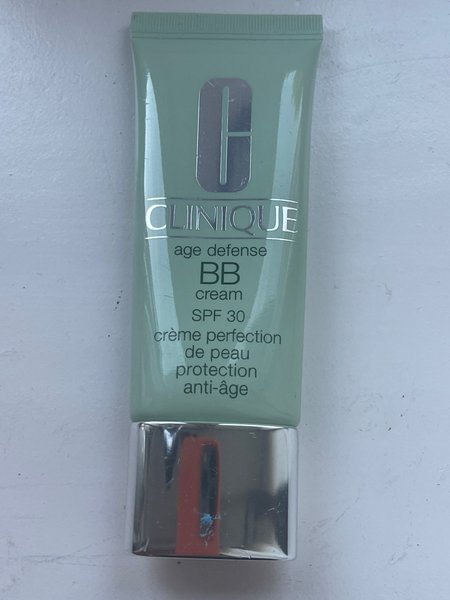 C
CLINIQUE
age defense
BB
cream
SPF 30
crème perfection
de peau
protection
anti-âge